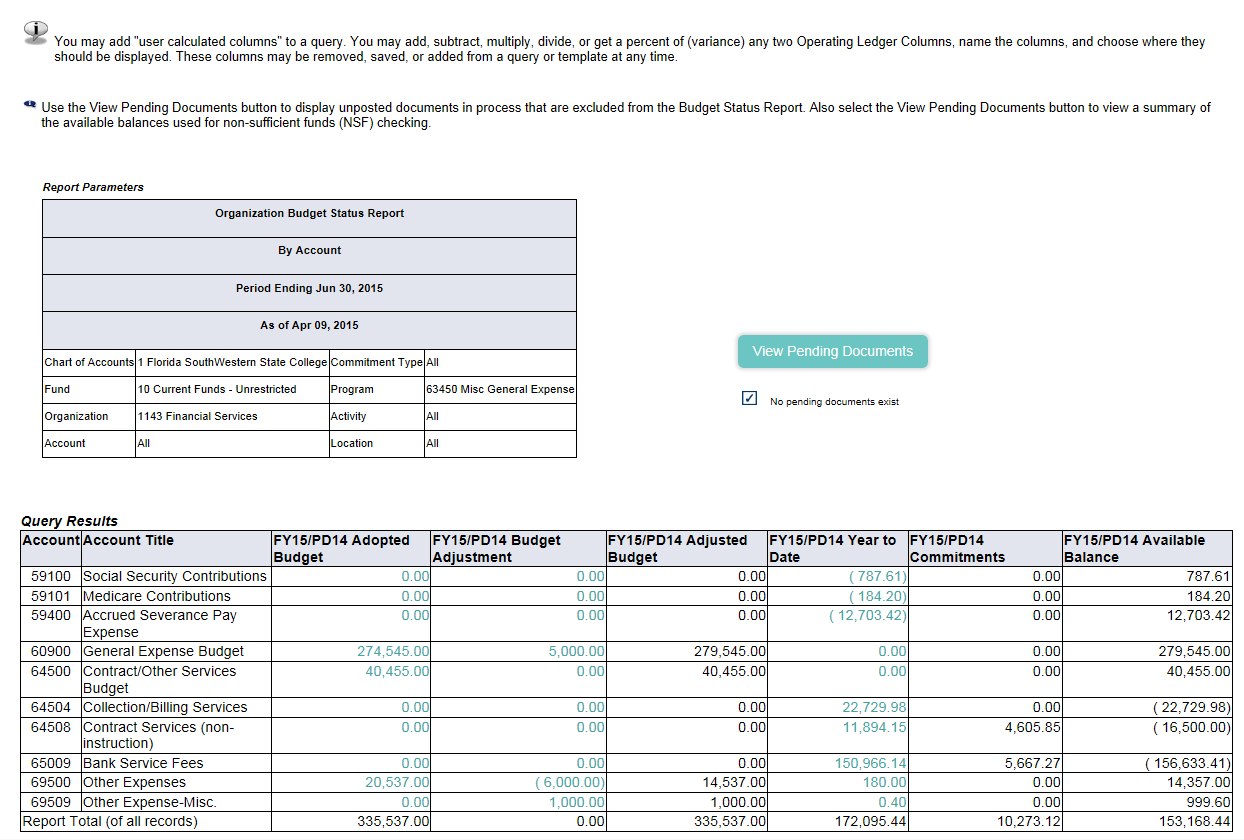 You may add "user calculated columns" to a query. You may add, subtract, multiply, divide, or get a percent of (variance) any two Operating Ledger Columns, name the columns, and choose where they
should be displayed. These columns may be removed, saved, or added from a query or template at any time.
Use the View Pending Documents button to display unposted documents in process that are excluded from the Budget Status Report. Also select the View Pending Documents button to view a summary of
the available balances used for non-sufficient funds (NSF) checking.
Report Parameters
Organization Budget Status Report
By Account
Period Ending Jun 30, 2015
As of Apr 09, 2015
Chart of Accounts 1 Florida SouthWestern State College Commitment Type All
Fund 10 Current Funds - Unrestricted Program 63450 Misc General Expense
Organization 1143 Financial Services Activity All
Account All Location All
View Pending Documents
No pending documents exist
Query Results
Account Account Title FY15/PD14 Adopted FY15/PD14 Budget FY15/PD14 Adjusted FY15/PD14 Year to FY15/PD14 FY15/PD14 Available
Budget Adjustment Budget Date Commitments Balance
59100 Social Security Contributions 0.00 0.00 0.00 ( 787.61) 0.00 787.61
59101 Medicare Contributions 0.00 0.00 0.00 ( 184.20) 0.00 184.20
59400 Accrued Severance Pay 0.00 0.00 0.00 ( 12,703.42) 0.00 12,703.42
Expense
60900 General Expense Budget 274,545.00 5,000.00 279,545.00 0.00 0.00 279,545.00
64500 Contract/Other Services 40,455.00 0.00 40,455.00 0.00 0.00 40,455.00
Budget
64504 Collection/Billing Services 0.00 0.00 0.00 22,729.98 0.00 ( 22,729.98)
64508 Contract Services (non- 0.00 0.00 0.00 11,894.15 4,605.85 ( 16,500.00)
instruction)
65009 Bank Service Fees 0.00 0.00 0.00 150,966.14 5,667.27 ( 156,633.41)
69500 Other Expenses 20,537.00 ( 6,000.00) 14,537.00 180.00 0.00 14,357.00
69509 Other Expense-Misc. 0.00 1,000.00 1,000.00 0.40 0.00 999.60
Report Total (of all records) 335,537.00 0.00 335,537.00 172,095.44 10,273.12 153,168.44